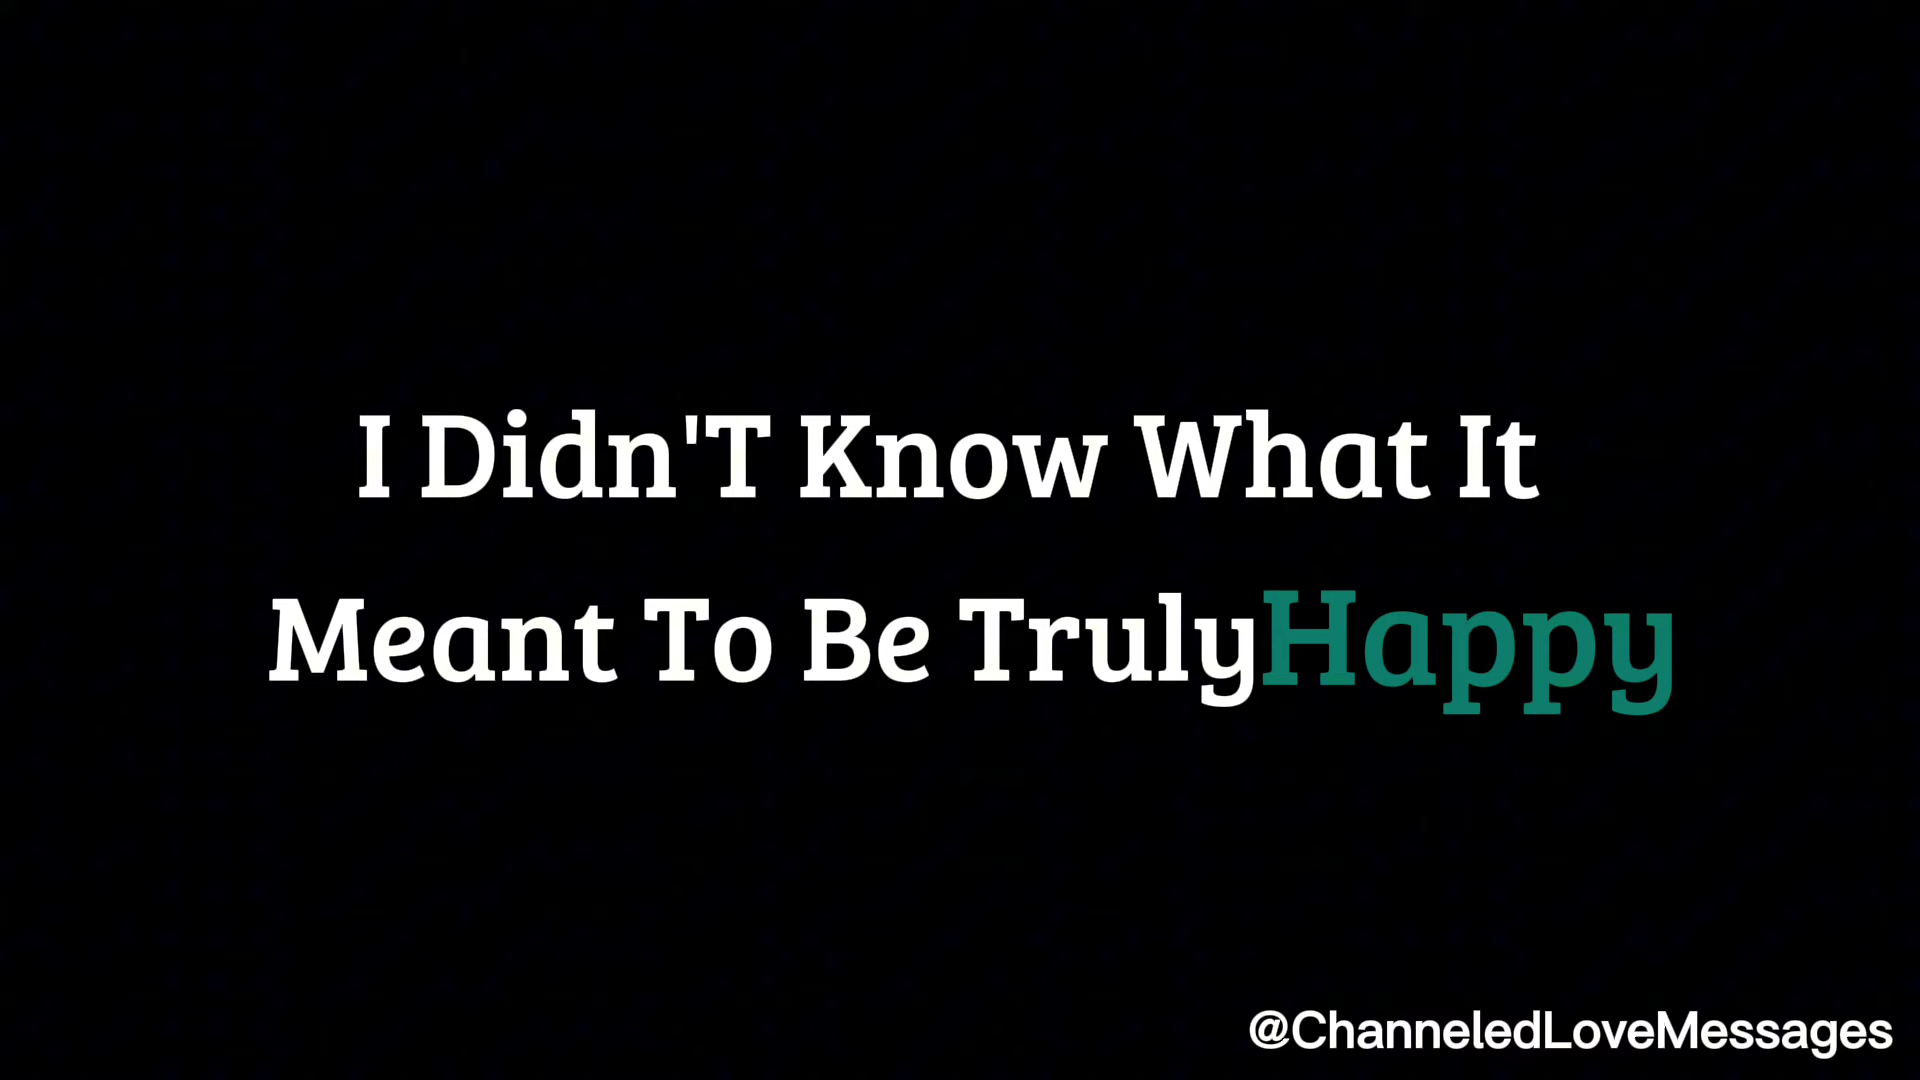 I Didn'T Know What It
Meant To Be TrulyHappy
@ChanneledLoveMessages